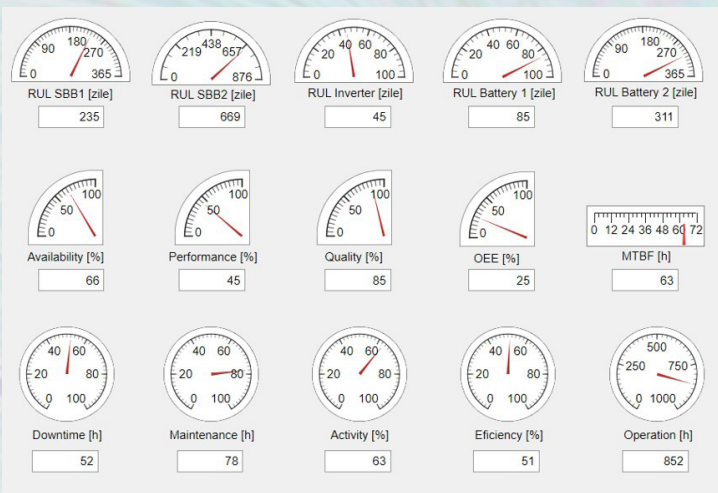 0 90 180 270 365
0 219 438 657 876
0 20 40 60 80 100
0 20 40 60 80 100
0 90 180 270 365
RUL SBB1 [zile]
RUL SBB2 [zile]
RUL Inverter [zile]
RUL Battery 1 [zile]
RUL Battery 2 [zile]
235
669
45
85
311
0 50 100
0 50 100
0 50 100
0 50 100
0 12 24 36 48 60 72
Availability [%]
Performance [%]
Quality [%]
OEE [%]
MTBF [h]
66
45
85
25
63
0 20 40 60 80 100
0 20 40 60 80 100
0 20 40 60 80 100
0 20 40 60 80 100
0 250 500 750 1000
Downtime [h]
Maintenance [h]
Activity [%]
Eficiency [%]
Operation [h]
52
78
63
51
852